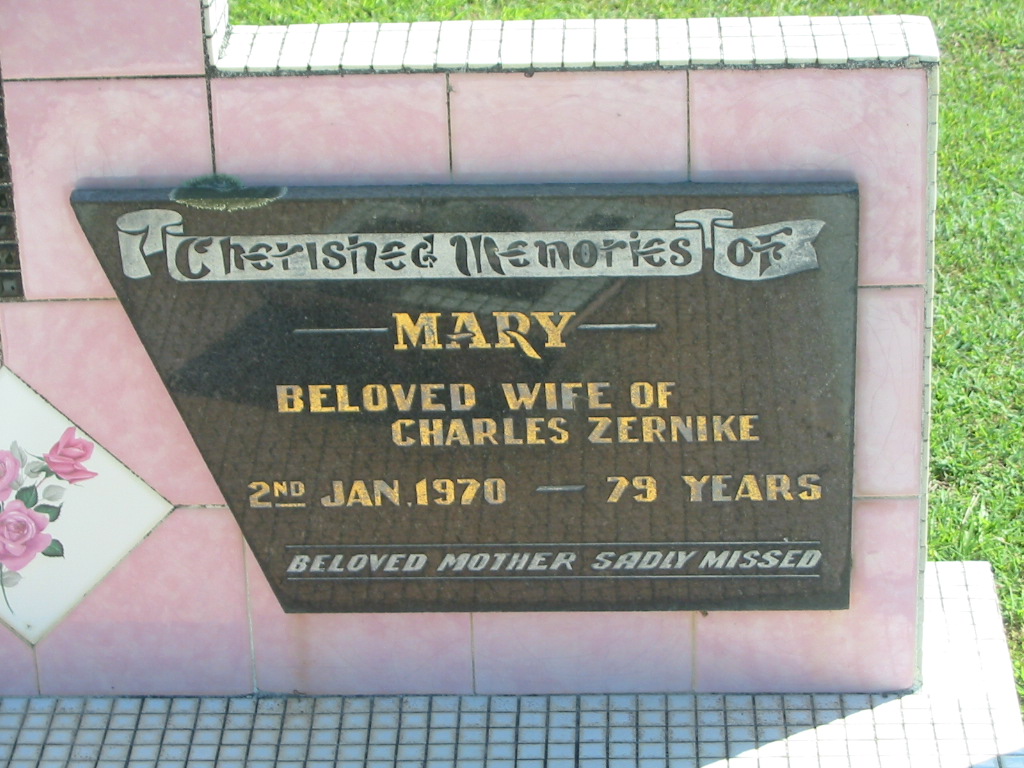 Cherished Memories of
MARY
BELOVED WIFE OF
CHARLES ZERNIKE
2ND JAN. 1970 — 79 YEARS
BELOVED MOTHER SADLY MISSED